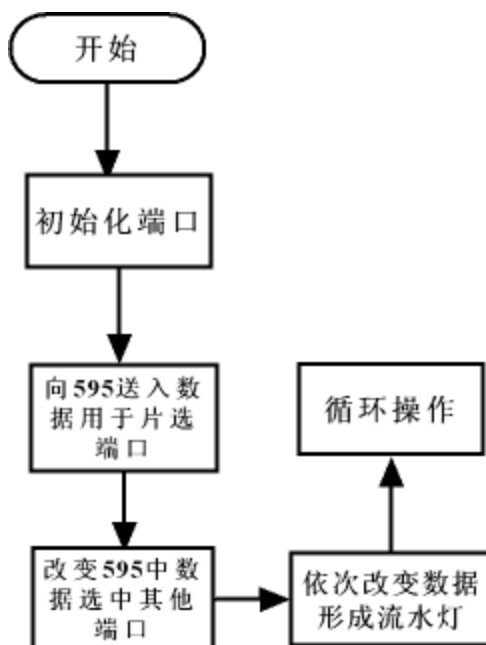 开始
初始化端口
向595送入数
据用于片选
端口
改变595中数
据选中其他
端口
依次改变数据
形成流水灯
循环操作